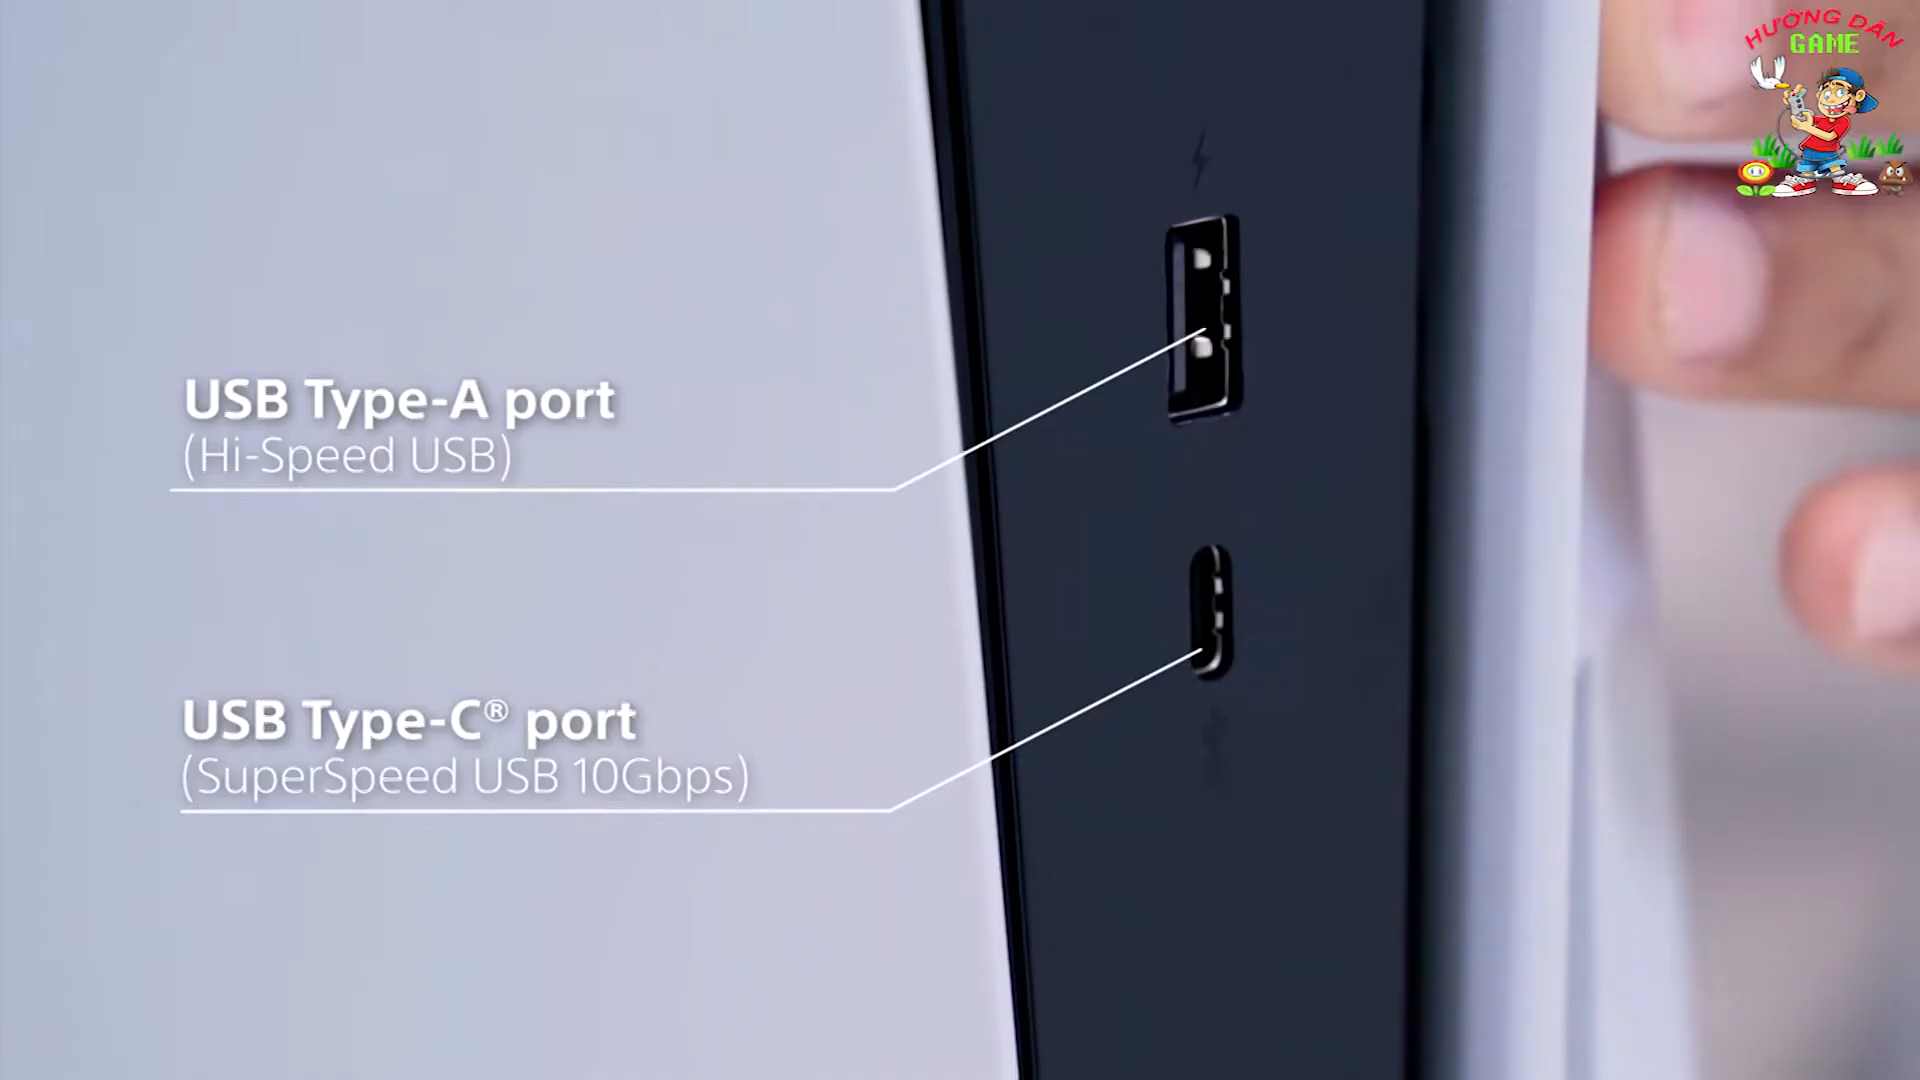 HƯỚNG DẪN
GAME
USB Type-A port
(Hi-Speed USB)
USB Type-C® port
(SuperSpeed USB 10Gbps)